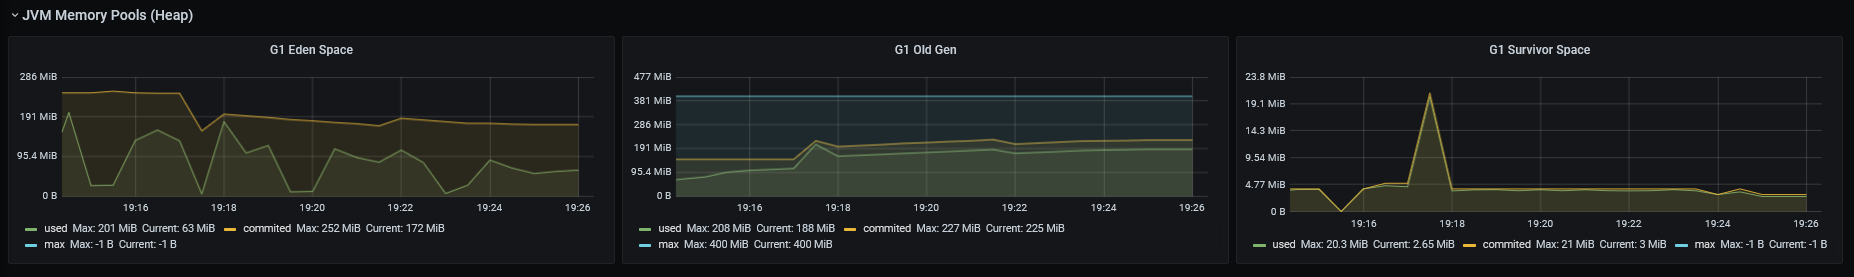 JVM Memory Pools (Heap)
G1 Eden Space
286 MiB
191 MiB
95.4 MiB
0 B
19:16 19:18 19:20 19:22 19:24 19:26
used Max: 201 MiB Current: 63 MiB commited Max: 252 MiB Current: 172 MiB
max Max: -1 B Current: -1 B
G1 Old Gen
477 MiB
381 MiB
286 MiB
191 MiB
95.4 MiB
0 B
19:16 19:18 19:20 19:22 19:24 19:26
used Max: 208 MiB Current: 188 MiB commited Max: 227 MiB Current: 225 MiB
max Max: 400 MiB Current: 400 MiB
G1 Survivor Space
23.8 MiB
19.1 MiB
14.3 MiB
9.54 MiB
4.77 MiB
0 B
19:16 19:18 19:20 19:22 19:24 19:26
used Max: 20.3 MiB Current: 2.65 MiB commited Max: 21 MiB Current: 3 MiB max Max: -1 B Current: -1 B